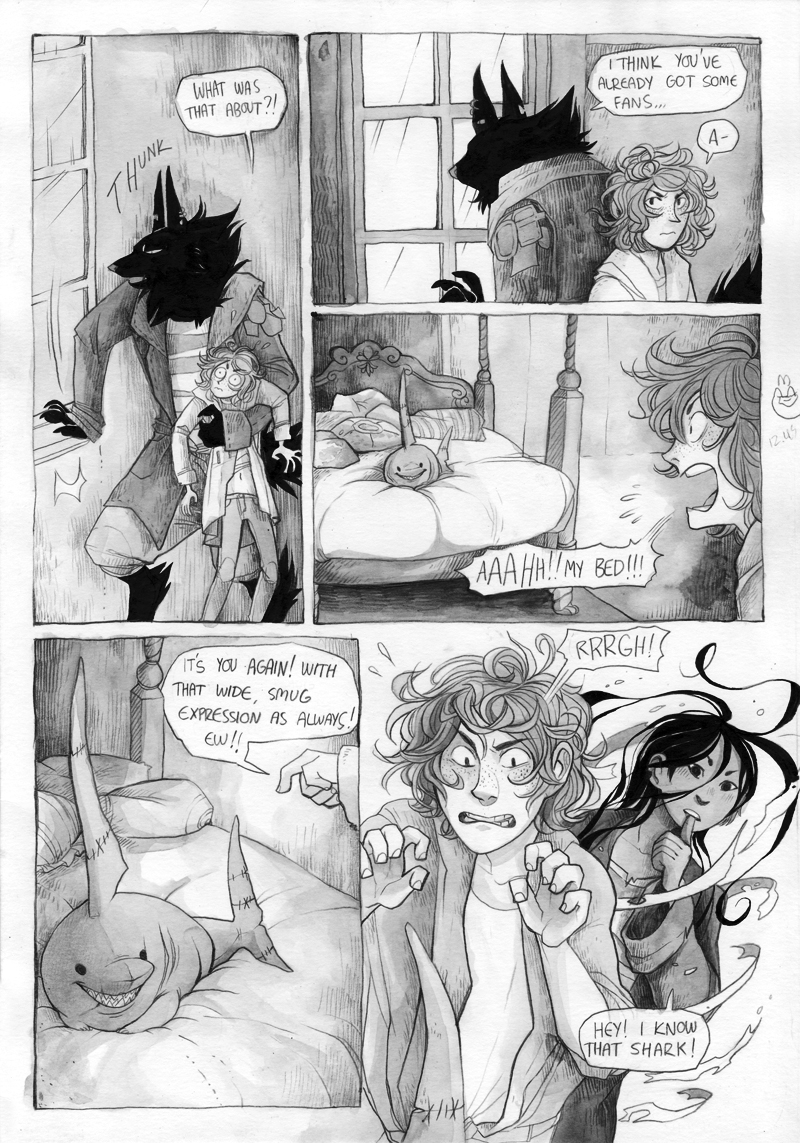 WHAT WAS
THAT ABOUT?!
THUNK
I THINK YOU'VE
ALREADY GOT SOME
FANS...
A-
AAAHH!! MY BED!!!
12.45
IT'S YOU AGAIN! WITH
THAT WIDE, SMUG
EXPRESSION AS ALWAYS!
EW!!
RRRGH!
HEY! I KNOW
THAT SHARK!